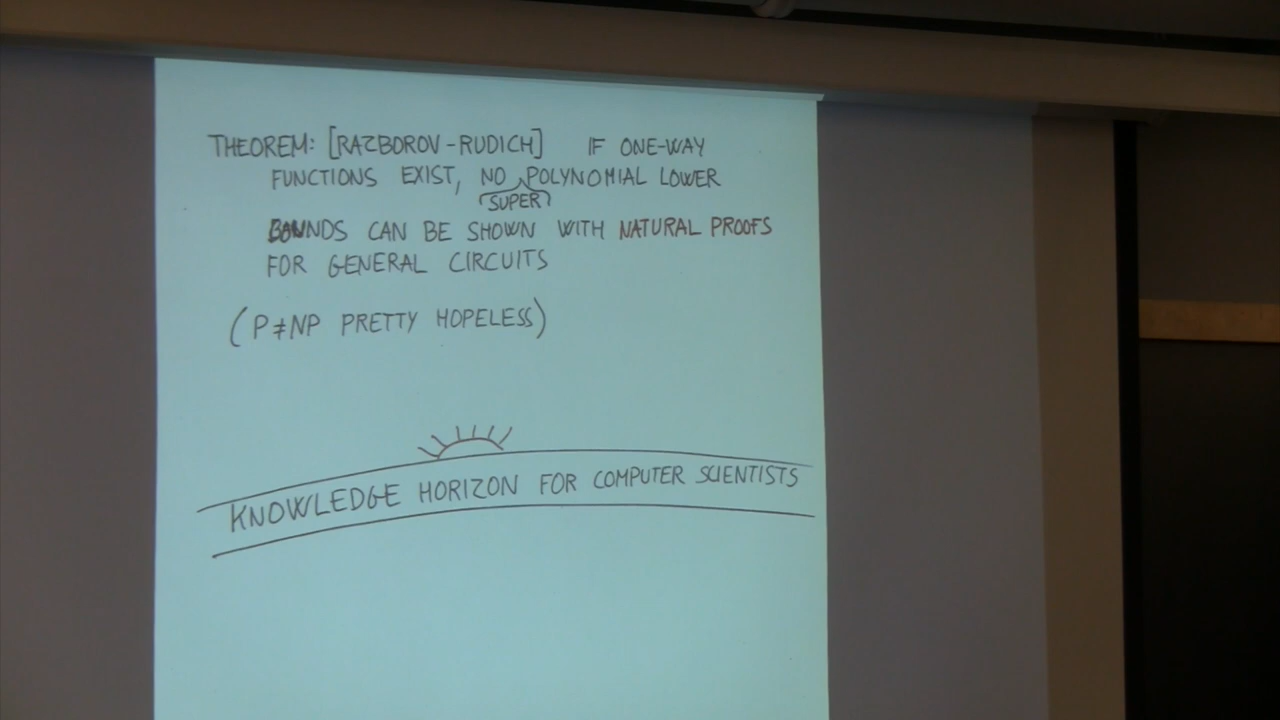 THEOREM: [RAZBOROV-RUDICH] IF ONE-WAY
FUNCTIONS EXIST, NO POLYNOMIAL LOWER
SUPER
BOUNDS CAN BE SHOWN WITH NATURAL PROOFS
FOR GENERAL CIRCUITS
(P≠NP PRETTY HOPELESS)
KNOWLEDGE HORIZON FOR COMPUTER SCIENTISTS